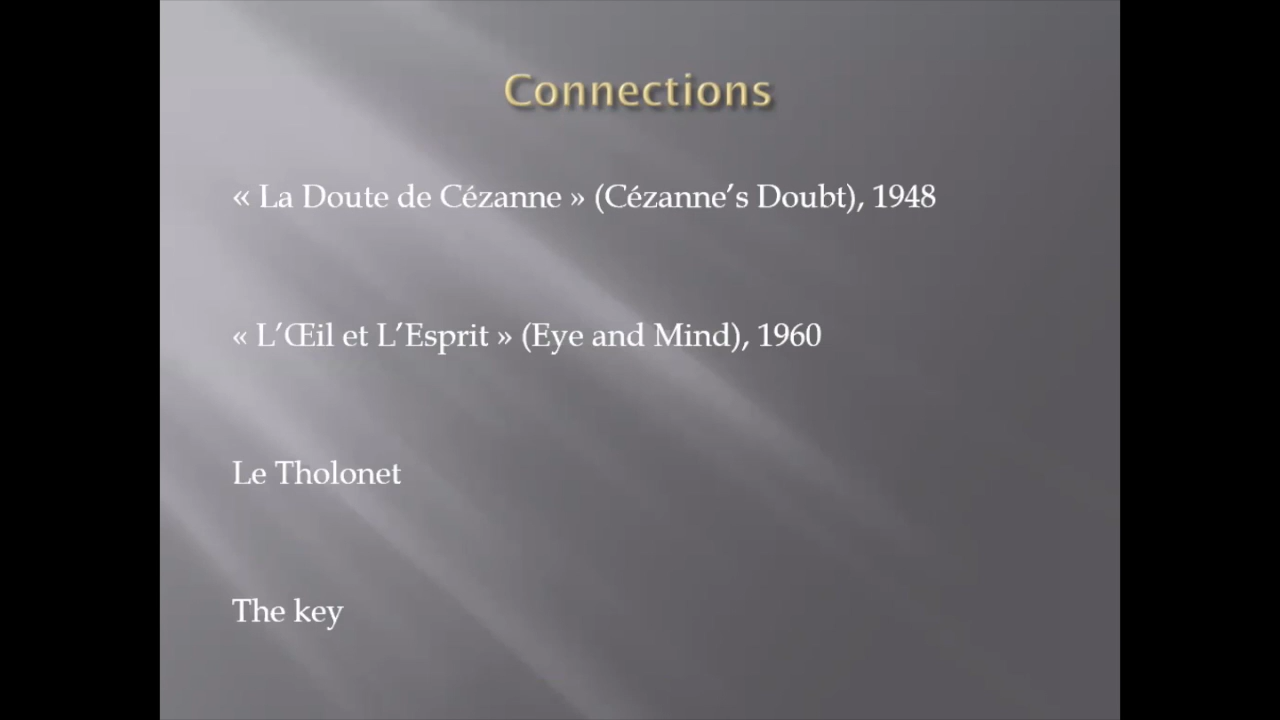 Connections
« La Doute de Cézanne » (Cézanne’s Doubt), 1948
« L’Œil et L’Esprit » (Eye and Mind), 1960
Le Tholonet
The key